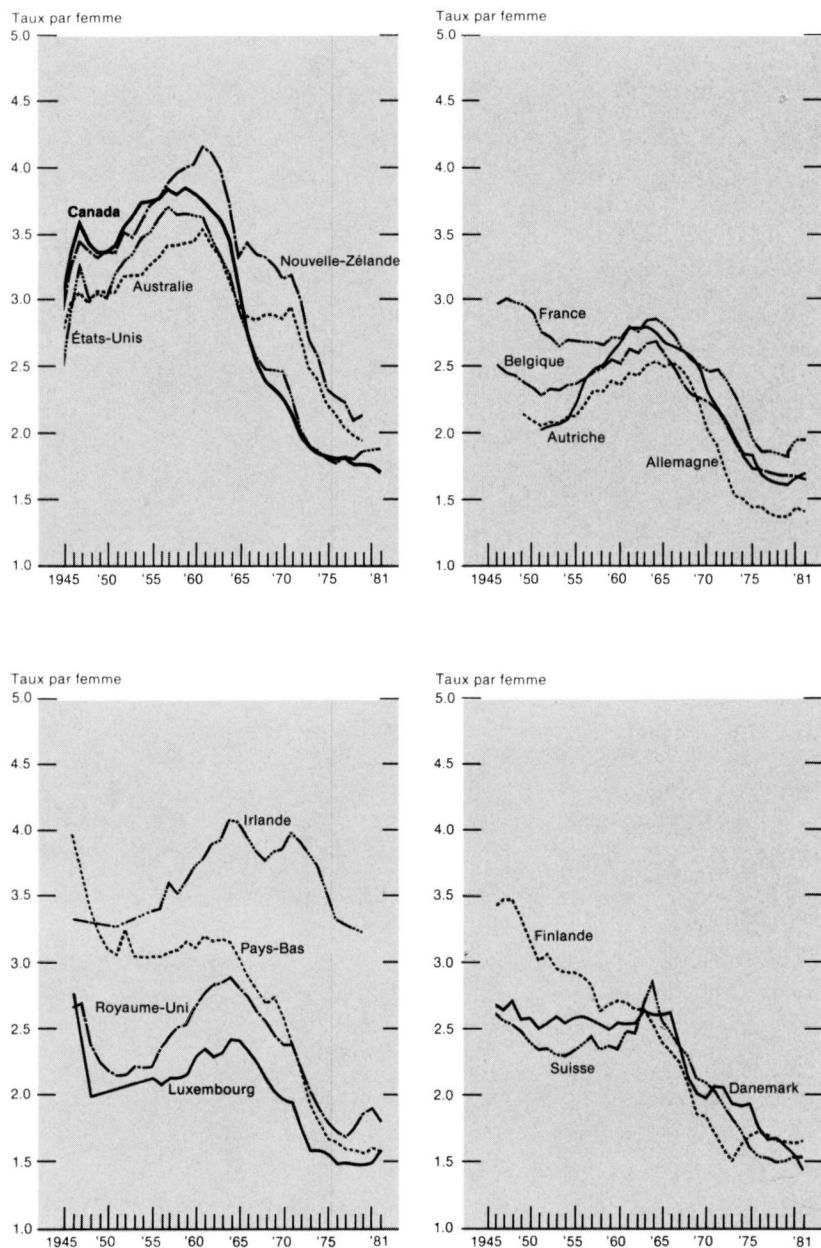 Taux par femme
5.0
4.5
4.0
3.5
3.0
2.5
2.0
1.5
1.0
Canada
Nouvelle-Zélande
Australie
États-Unis
1945 '50 '55 '60 '65 '70 '75 '81
Taux par femme
5.0
4.5
4.0
3.5
3.0
2.5
2.0
1.5
1.0
France
Belgique
Autriche
Allemagne
1945 '50 '55 '60 '65 '70 '75 '81
Taux par femme
5.0
4.5
4.0
3.5
3.0
2.5
2.0
1.5
1.0
Irlande
Pays-Bas
Royaume-Uni
Luxembourg
1945 '50 '55 '60 '65 '70 '75 '81
Taux par femme
5.0
4.5
4.0
3.5
3.0
2.5
2.0
1.5
1.0
Finlande
Suisse
Danemark
1945 '50 '55 '60 '65 '70 '75 '81